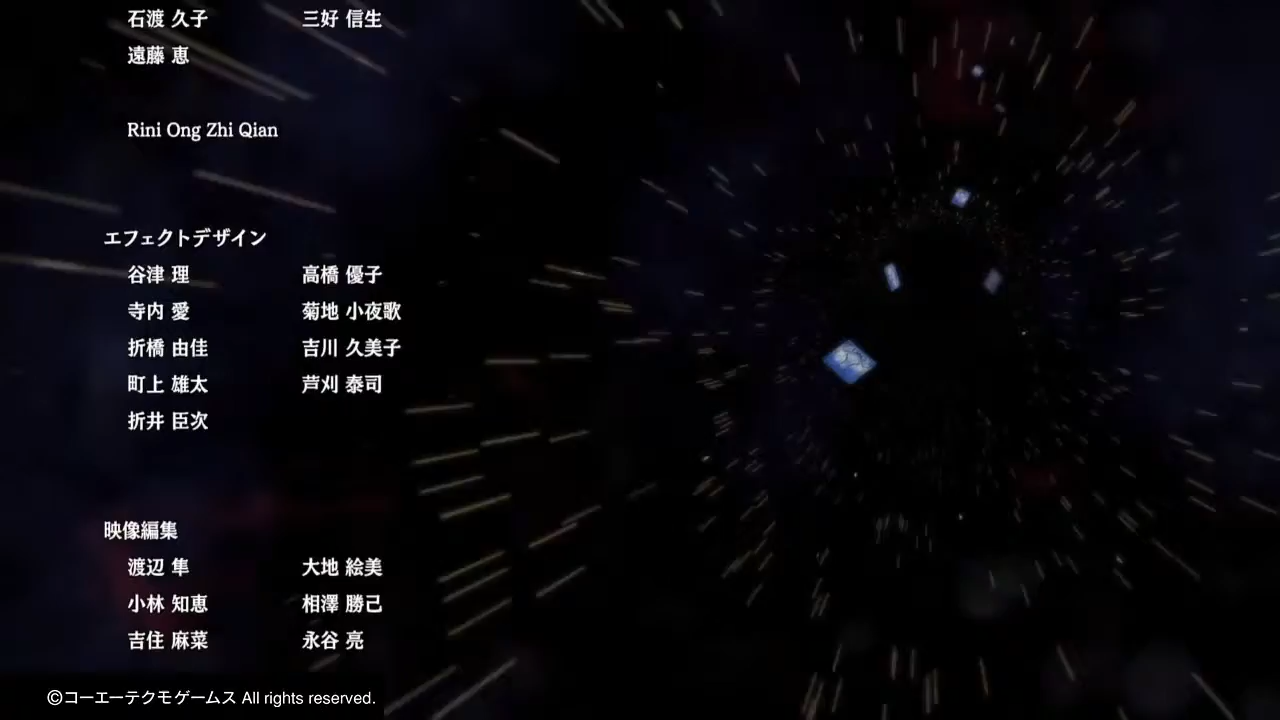 石渡 久子 三好 信生
遠藤 恵
Rini Ong Zhi Qian
エフェクトデザイン
谷津 理 高橋 優子
寺内 愛 菊地 小夜歌
折橋 由佳 吉川 久美子
町上 雄太 芦刈 泰司
折井 臣次
映像編集
渡辺 隼 大地 絵美
小林 知恵 相澤 勝己
吉住 麻菜 永谷 亮
©コーエーテクモゲームス All rights reserved.